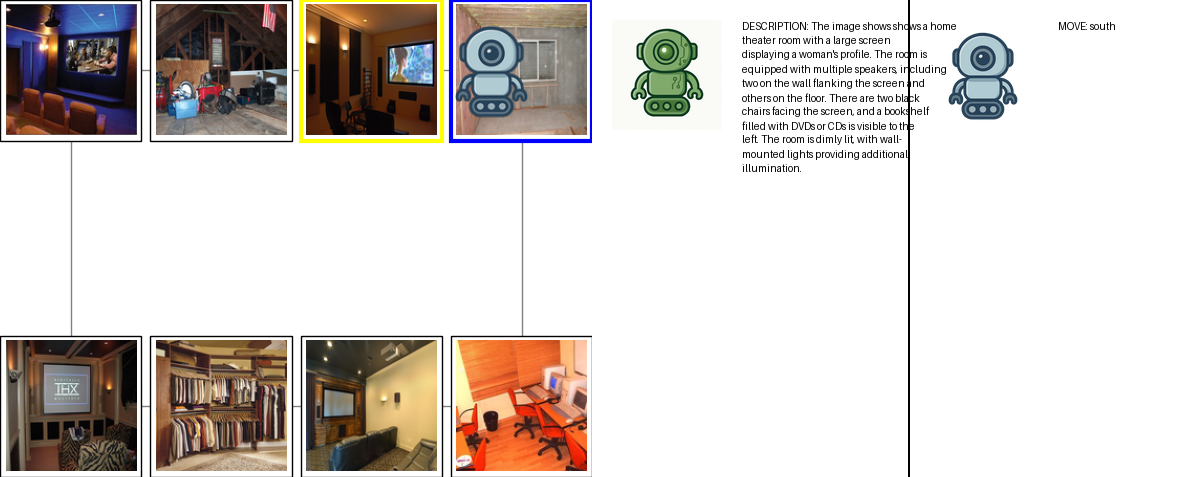 DESCRIPTION: The image shows shows a home
theater room with a large screen
displaying a woman's profile. The room is
equipped with multiple speakers, including
two on the wall flanking the screen and
others on the floor. There are two black
chairs facing the screen, and a bookshelf
filled with DVDs or CDs is visible to the
left. The room is dimly lit, with wall-
mounted lights providing additional
illumination.
MOVE: south
THX